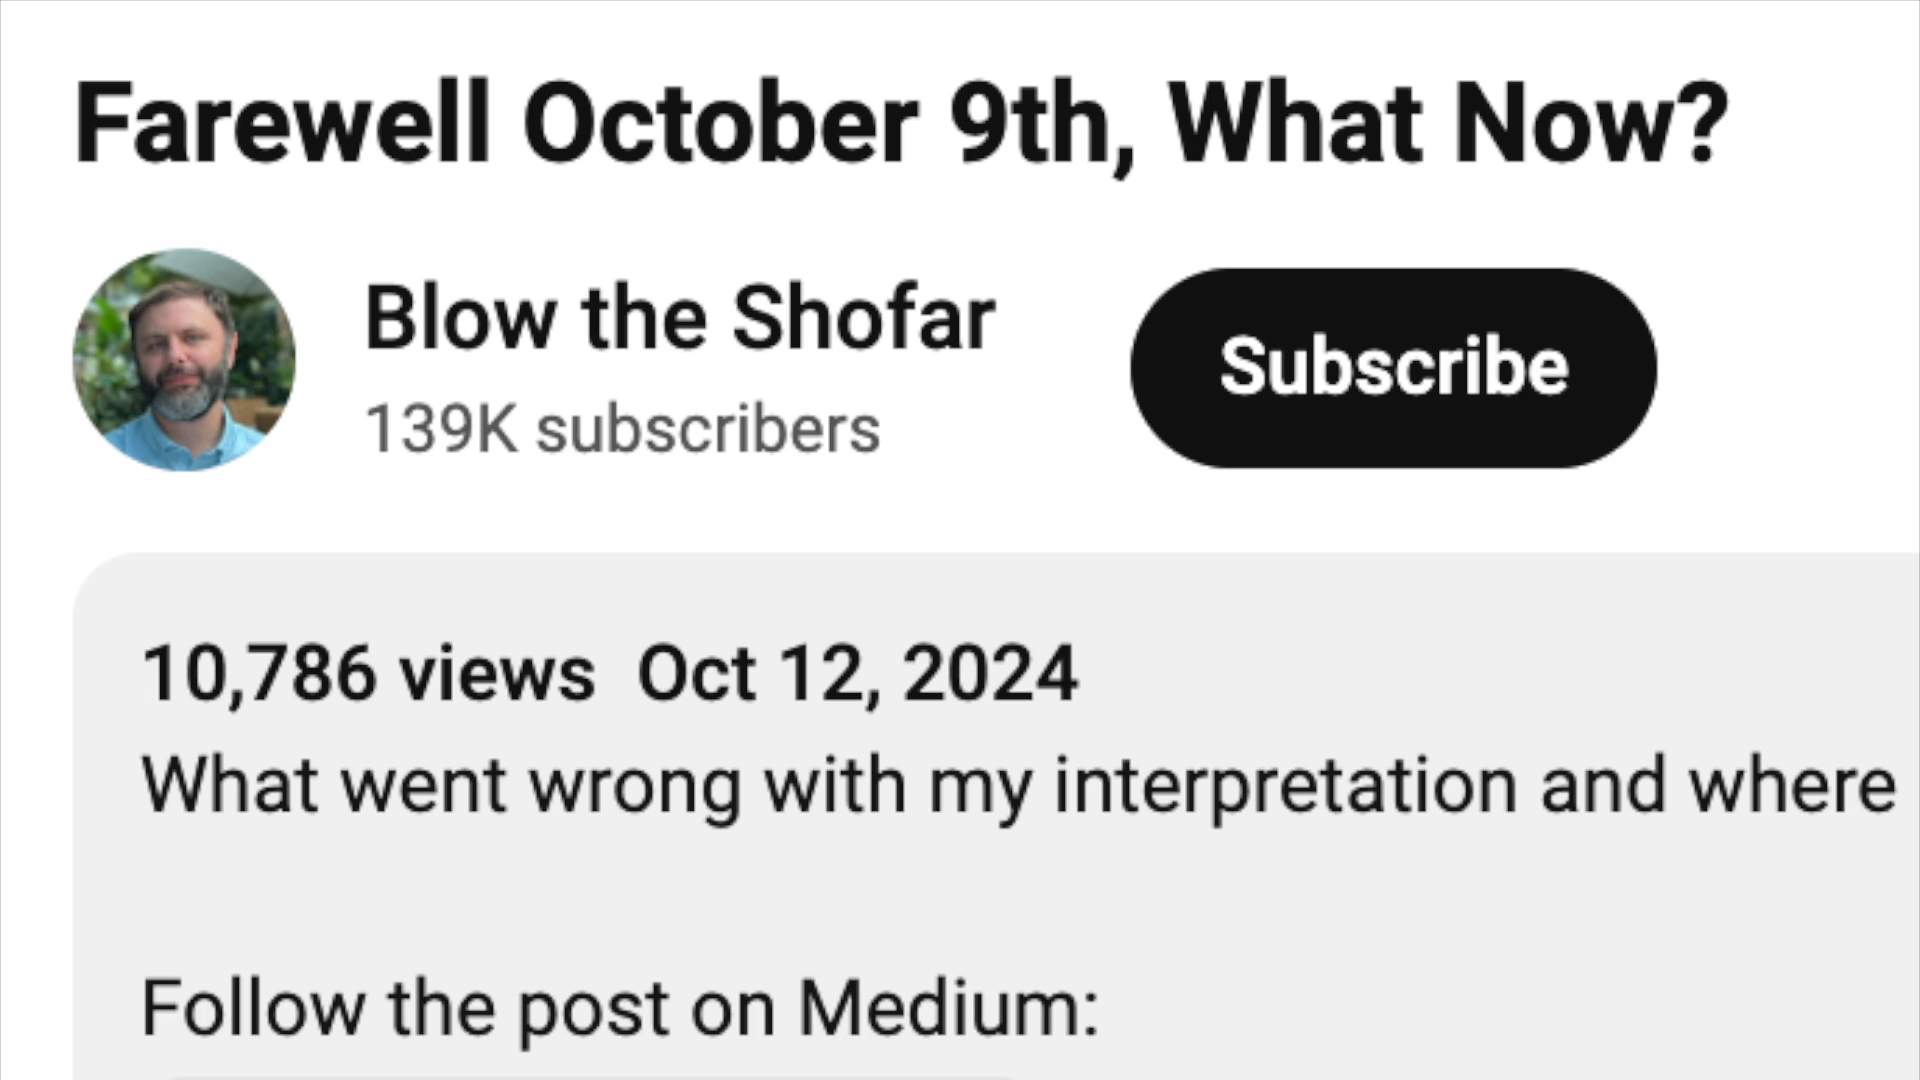 Farewell October 9th, What Now?
Blow the Shofar
139K subscribers
Subscribe
10,786 views Oct 12, 2024
What went wrong with my interpretation and where
Follow the post on Medium: